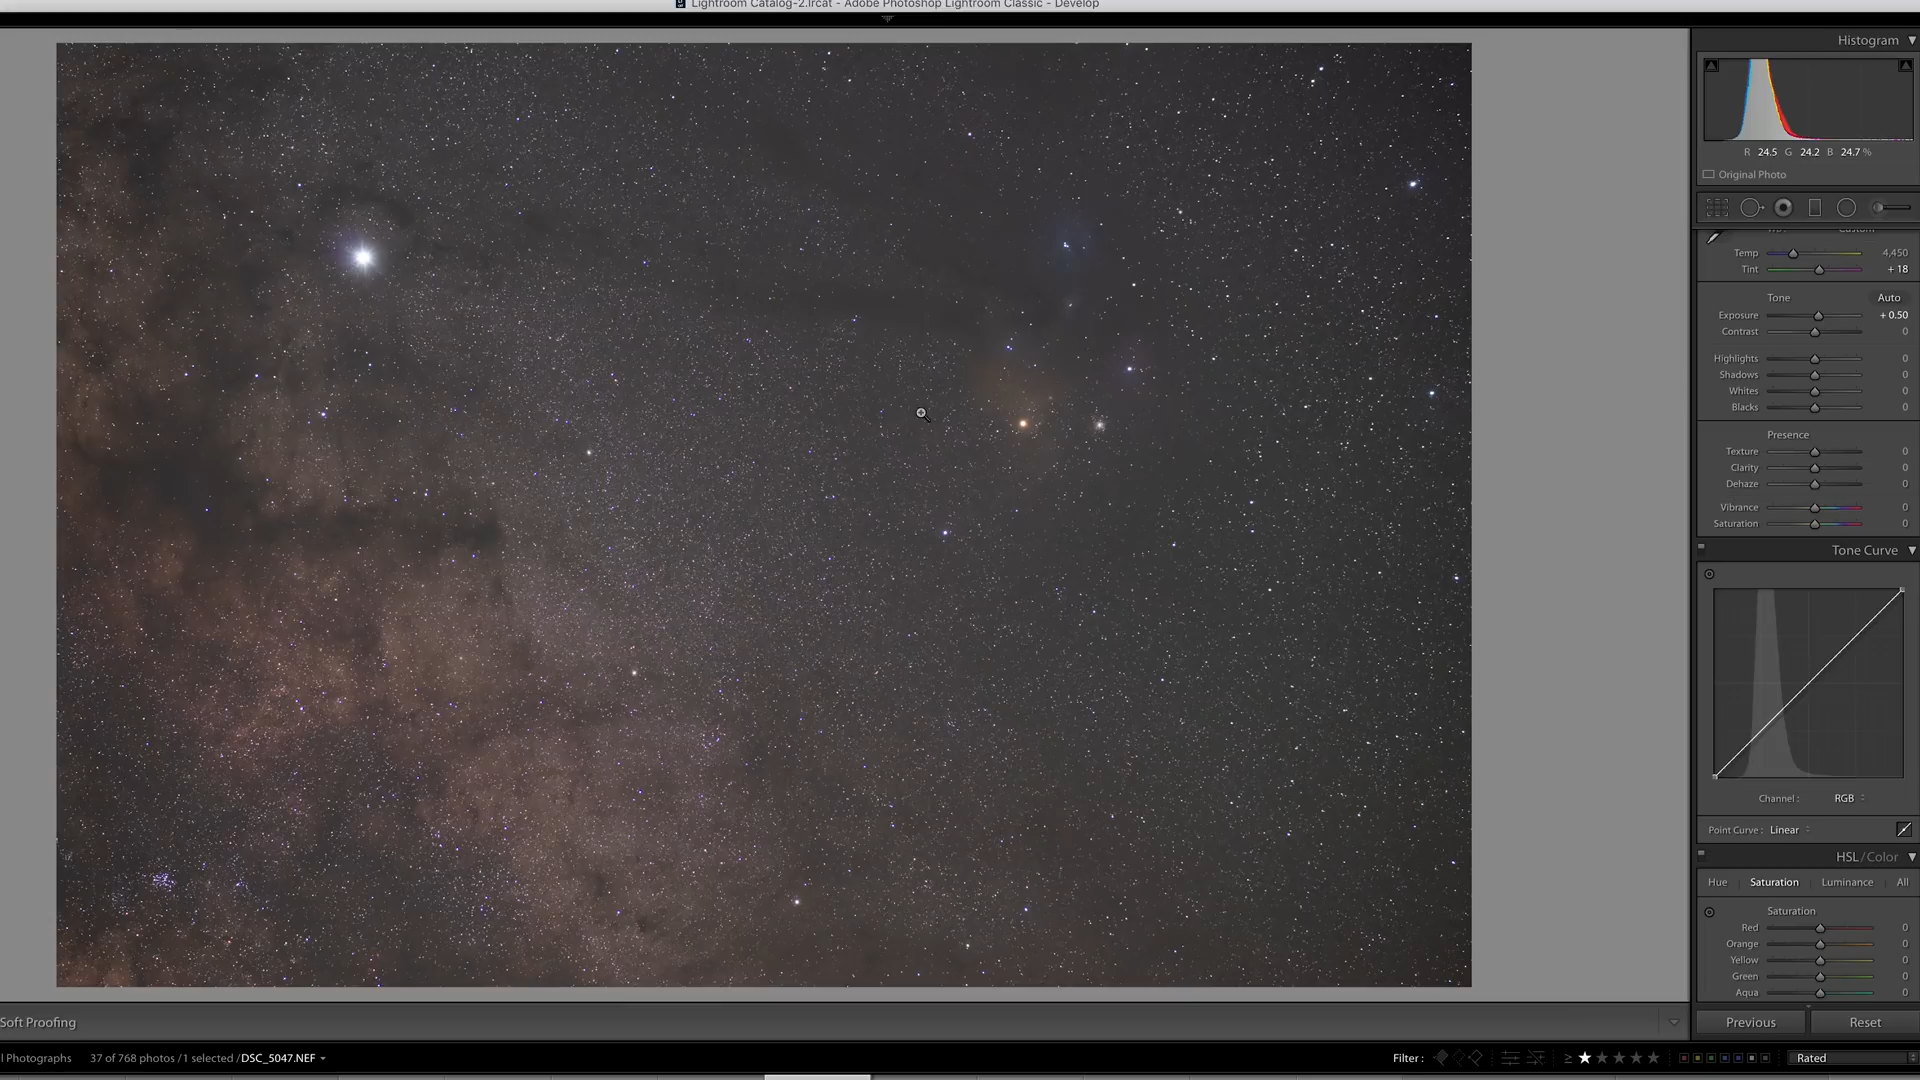 Lightroom Catalog-2.lrcat - Adobe Photoshop Lightroom Classic - Develop
Histogram
R 24.5 G 24.2 B 24.7 %
Original Photo
Custom
Temp 4,450
Tint + 18
Tone Auto
Exposure + 0.50
Contrast 0
Highlights 0
Shadows 0
Whites 0
Blacks 0
Presence
Texture 0
Clarity 0
Dehaze 0
Vibrance 0
Saturation 0
Tone Curve
Channel : RGB
Point Curve : Linear
HSL / Color
Hue Saturation Luminance All
Saturation
Red 0
Orange 0
Yellow 0
Green 0
Aqua 0
Previous Reset
Soft Proofing
l Photographs 37 of 768 photos / 1 selected / DSC_5047.NEF
Filter : ≥ Rated